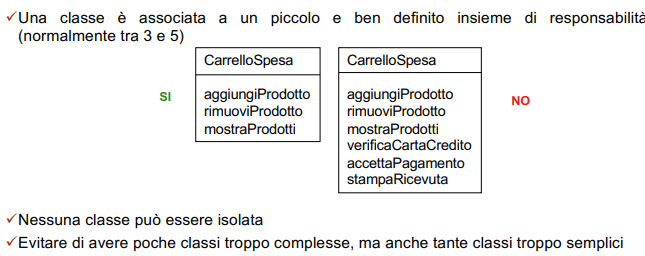 ✓Una classe è associata a un piccolo e ben definito insieme di responsabilità
(normalmente tra 3 e 5)
CarrelloSpesa
CarrelloSpesa
SI
aggiungiProdotto
rimuoviProdotto
mostraProdotti
aggiungiProdotto
rimuoviProdotto
mostraProdotti
verificaCartaCredito
accettaPagamento
stampaRicevuta
NO
✓Nessuna classe può essere isolata
✓Evitare di avere poche classi troppo complesse, ma anche tante classi troppo semplici